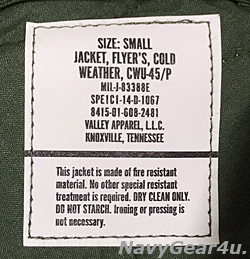 SIZE: SMALL
JACKET, FLYER'S, COLD
WEATHER, CWU-45/P
MIL-J-83388E
SPE1C1-14-D-1067
8415-01-608-2481
VALLEY APPAREL, L.L.C.
KNOXVILLE, TENNESSEE
This jacket is made of fire resistant
material. No other special resistant
treatment is required. DRY CLEAN ONLY.
DO NOT STARCH. Ironing or pressing is
not necessary.
NavyGear4u.